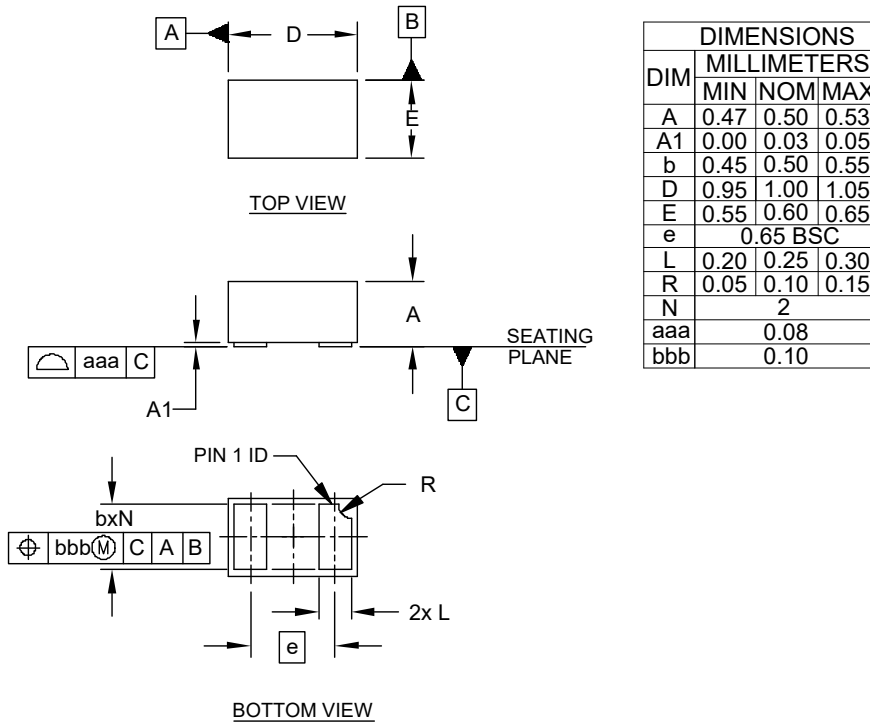 A
D
B
E
TOP VIEW
A
SEATING
PLANE
aaa C
A1
C
PIN 1 ID
R
bxN
bbb Ⓜ C A B
2x L
e
BOTTOM VIEW
DIMENSIONS
DIM MILLIMETERS
MIN NOM MAX
A 0.47 0.50 0.53
A1 0.00 0.03 0.05
b 0.45 0.50 0.55
D 0.95 1.00 1.05
E 0.55 0.60 0.65
e 0.65 BSC
L 0.20 0.25 0.30
R 0.05 0.10 0.15
N 2
aaa 0.08
bbb 0.10